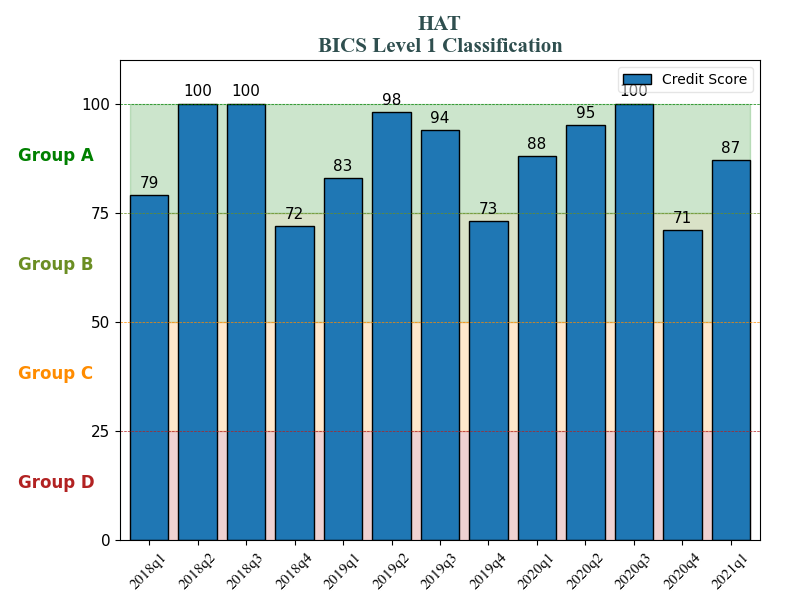 HAT
BICS Level 1 Classification
Credit Score
100
75
50
25
0
Group A
Group B
Group C
Group D
79
100
100
72
83
98
94
73
88
95
100
71
87
2018q1
2018q2
2018q3
2018q4
2019q1
2019q2
2019q3
2019q4
2020q1
2020q2
2020q3
2020q4
2021q1